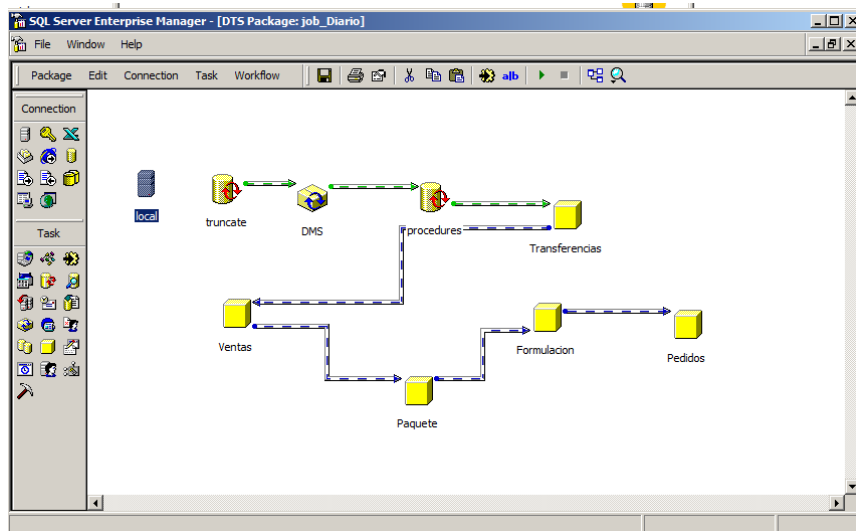 SQL Server Enterprise Manager - [DTS Package: job_Diario]
File Window Help
Package Edit Connection Task Workflow alb
Connection
Task
local
truncate
DMS
procedures
Transferencias
Ventas
Formulacion
Pedidos
Paquete